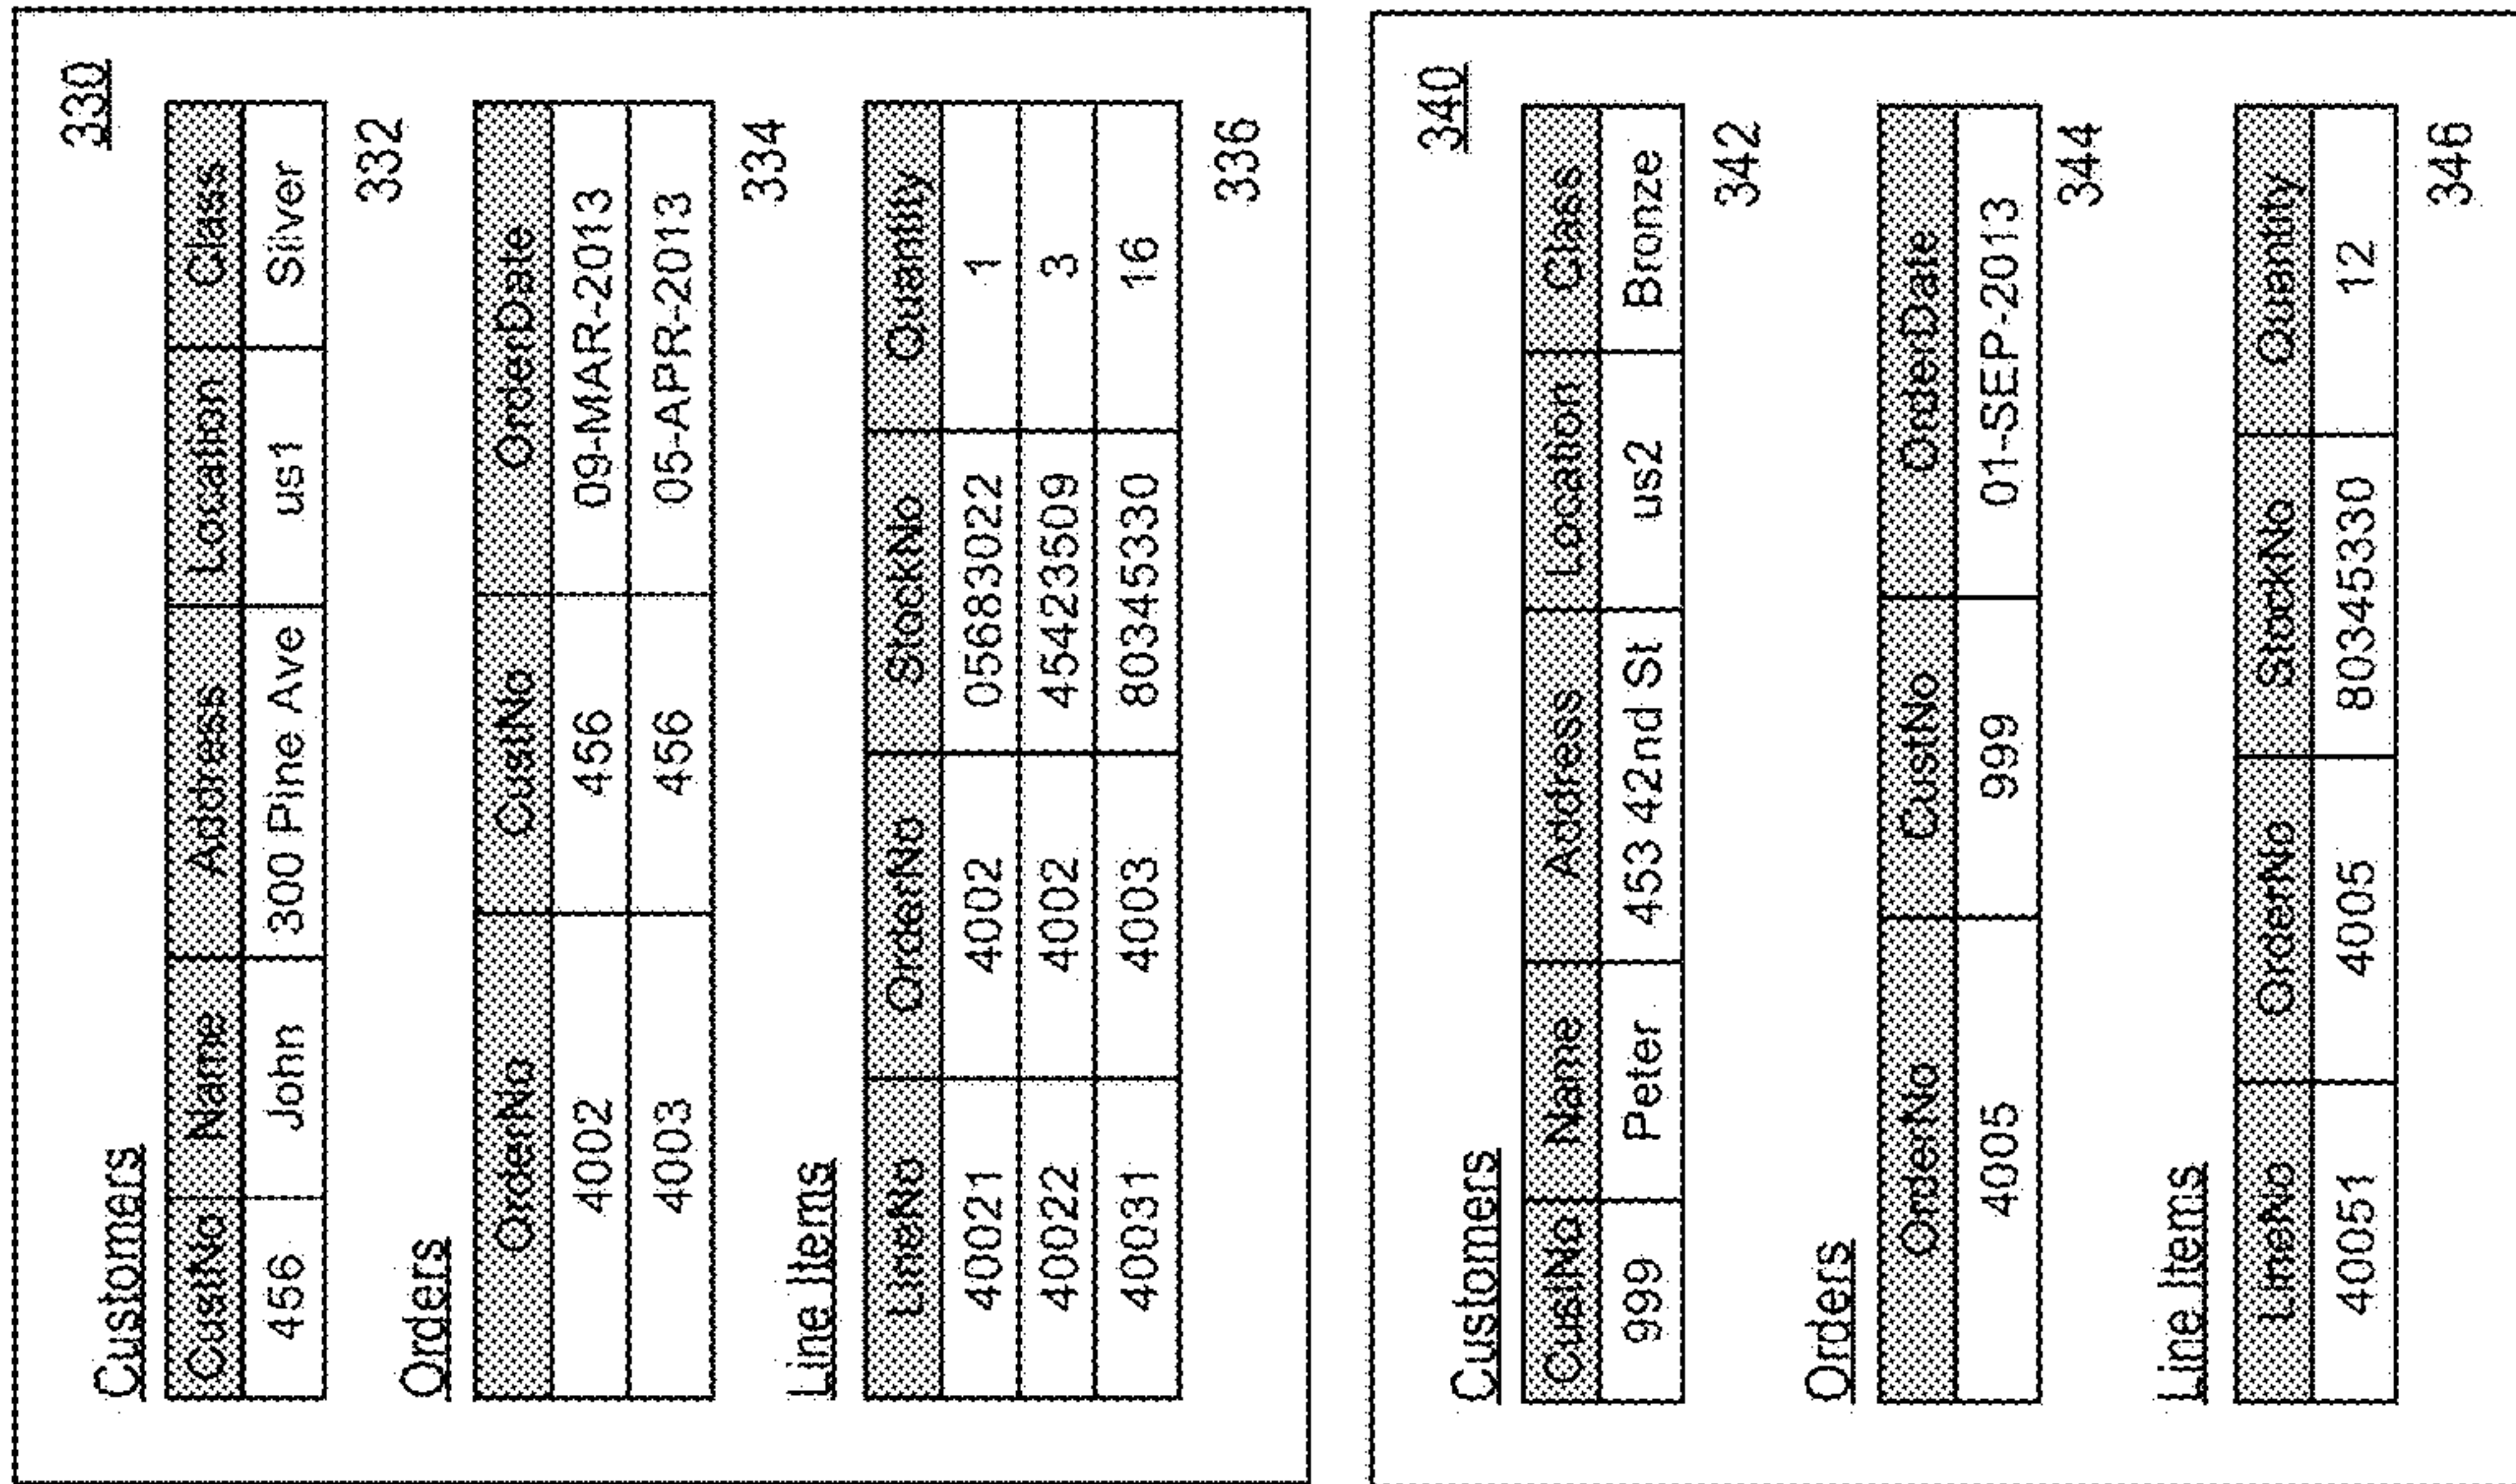 330
Customers
CustNo Name Address Location Class
456 John 300 Pine Ave us1 Silver
332
Orders
OrderNo CustNo OrderDate
4002 456 09-MAR-2013
4003 456 05-APR-2013
334
Line Items
LineNo OrderNo StockNo Quantity
40021 4002 05683022 1
40022 4002 45423509 3
40031 4003 80345330 16
336
340
Customers
CustNo Name Address Location Class
999 Peter 453 42nd St us2 Bronze
342
Orders
OrderNo CustNo OrderDate
4005 999 01-SEP-2013
344
Line Items
LineNo OrderNo StockNo Quantity
40051 4005 80345330 12
346